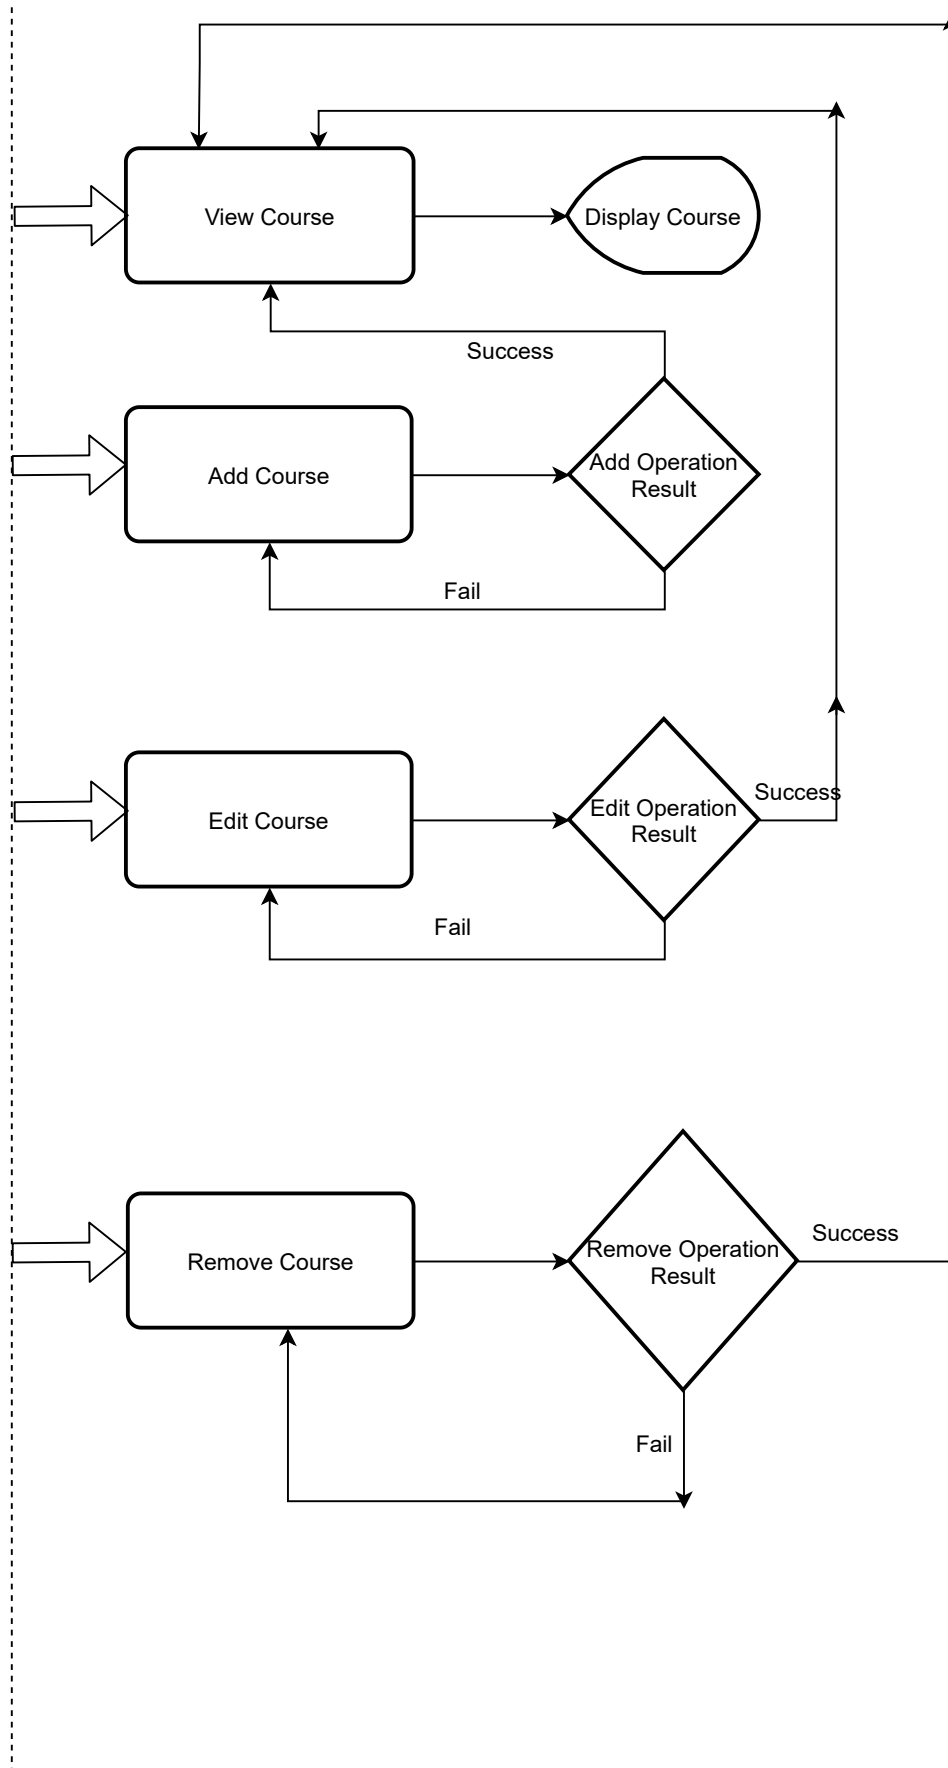 View Course
Display Course
Success
Add Course
Add Operation
Result
Fail
Edit Course
Edit Operation
Result
Success
Fail
Remove Course
Remove Operation
Result
Success
Fail